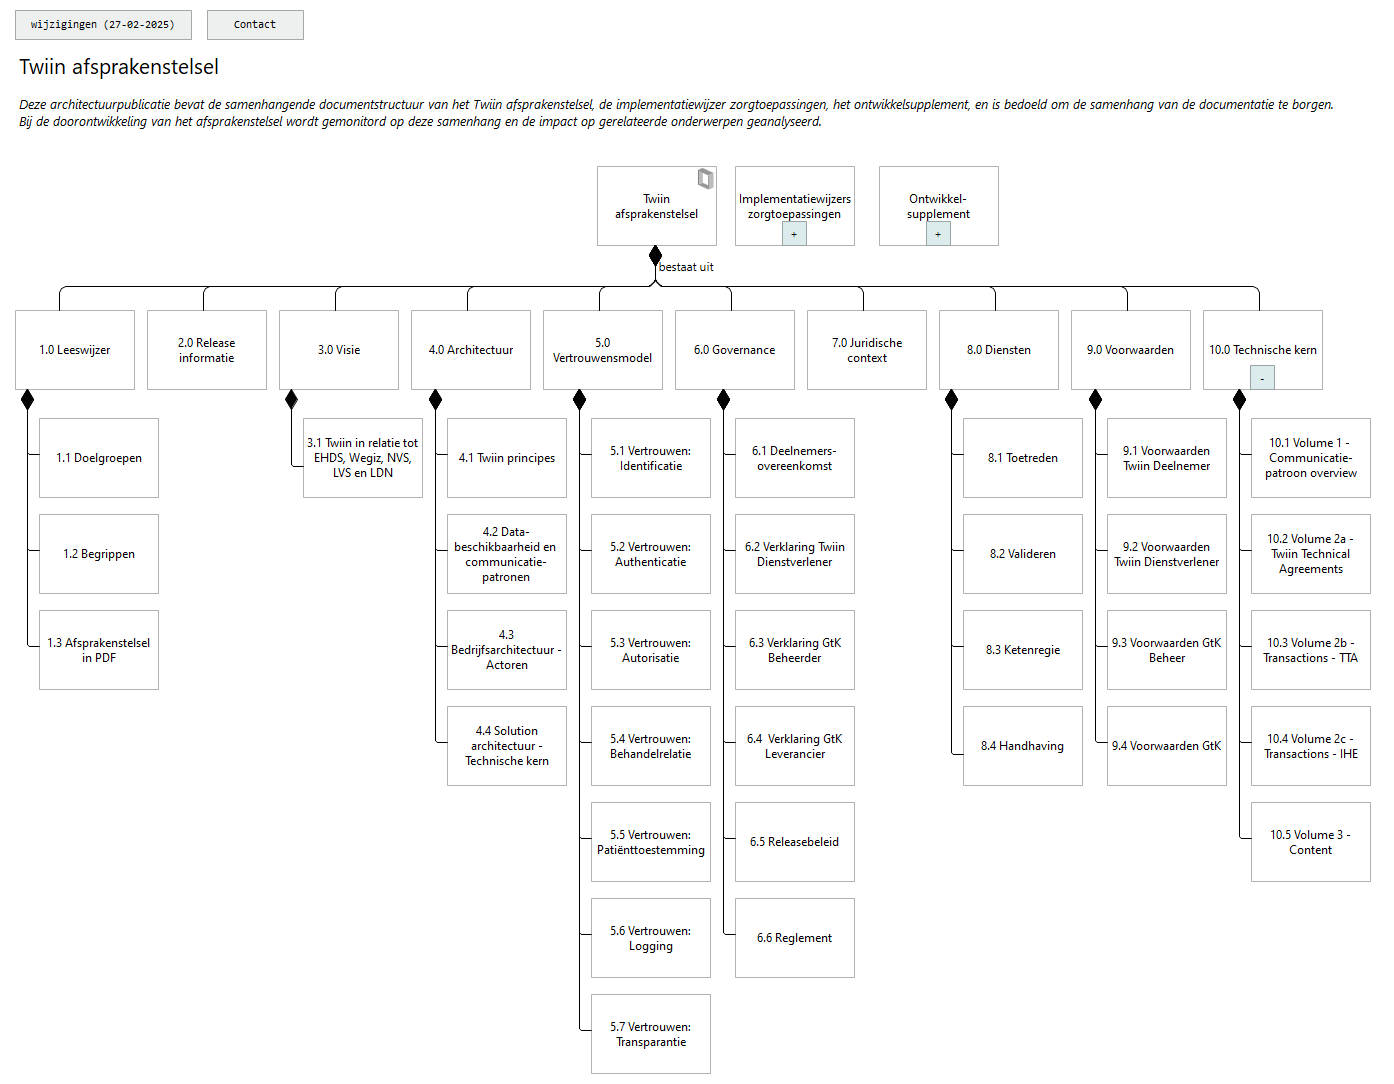 wijzigingen (27-02-2025)
Contact
Twiin afsprakenstelsel
Deze architectuurpublicatie bevat de samenhangende documentstructuur van het Twiin afsprakenstelsel, de implementatiewijzer zorgtoepassingen, het ontwikkelsupplement, en is bedoeld om de samenhang van de documentatie te borgen.
Bij de doorontwikkeling van het afsprakenstelsel wordt gemonitord op deze samenhang en de impact op gerelateerde onderwerpen geanalyseerd.
Twiin
afsprakenstelsel
Implementatiewijzers
zorgtoepassingen
+
Ontwikkel-
supplement
+
bestaat uit
1.0 Leeswijzer
2.0 Release
informatie
3.0 Visie
4.0 Architectuur
5.0
Vertrouwensmodel
6.0 Governance
7.0 Juridische
context
8.0 Diensten
9.0 Voorwaarden
10.0 Technische kern
-
1.1 Doelgroepen
1.2 Begrippen
1.3 Afsprakenstelsel
in PDF
3.1 Twiin in relatie tot
EHDS, Wegiz, NVS,
LVS en LDN
4.1 Twiin principes
4.2 Data-
beschikbaarheid en
communicatie-
patronen
4.3
Bedrijfsarchitectuur -
Actoren
4.4 Solution
architectuur -
Technische kern
5.1 Vertrouwen:
Identificatie
5.2 Vertrouwen:
Authenticatie
5.3 Vertrouwen:
Autorisatie
5.4 Vertrouwen:
Behandelrelatie
5.5 Vertrouwen:
Patiënttoestemming
5.6 Vertrouwen:
Logging
5.7 Vertrouwen:
Transparantie
6.1 Deelnemers-
overeenkomst
6.2 Verklaring Twiin
Dienstverlener
6.3 Verklaring GtK
Beheerder
6.4  Verklaring GtK
Leverancier
6.5 Releasebeleid
6.6 Reglement
8.1 Toetreden
8.2 Valideren
8.3 Ketenregie
8.4 Handhaving
9.1 Voorwaarden
Twiin Deelnemer
9.2 Voorwaarden
Twiin Dienstverlener
9.3 Voorwaarden GtK
Beheer
9.4 Voorwaarden GtK
10.1 Volume 1 -
Communicatie-
patroon overview
10.2 Volume 2a -
Twiin Technical
Agreements
10.3 Volume 2b -
Transactions - TTA
10.4 Volume 2c -
Transactions - IHE
10.5 Volume 3 -
Content